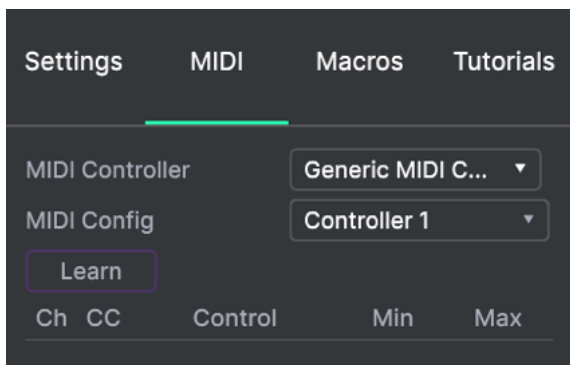 Settings MIDI Macros Tutorials
MIDI Controller Generic MIDI C...
MIDI Config Controller 1
Learn
Ch CC Control Min Max